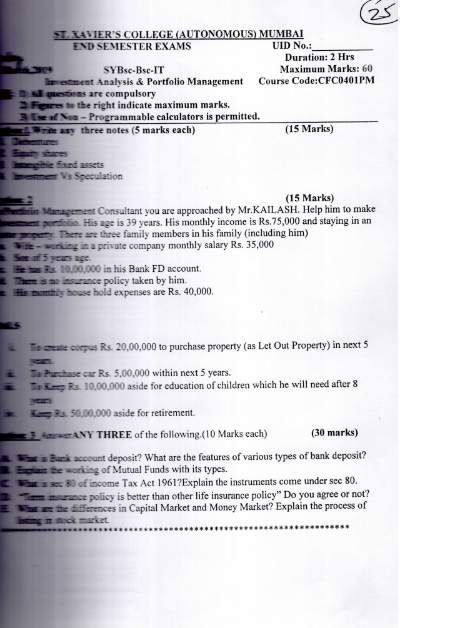 25
ST. XAVIER'S COLLEGE (AUTONOMOUS) MUMBAI
END SEMESTER EXAMS UID No.:
Duration: 2 Hrs
2019 SYBsc-Bsc-IT Maximum Marks: 60
Investment Analysis & Portfolio Management Course Code:CFC0401PM
1) All questions are compulsory
2) Figures to the right indicate maximum marks.
3) Use of Non – Programmable calculators is permitted.
Write any three notes (5 marks each) (15 Marks)
Debentures
Equity shares
Intangible fixed assets
Investment Vs Speculation
2 (15 Marks)
Portfolio Management Consultant you are approached by Mr.KAILASH. Help him to make
investment portfolio. His age is 39 years. His monthly income is Rs.75,000 and staying in an
property. There are three family members in his family (including him)
Wife – working in a private company monthly salary Rs. 35,000
Son of 5 years age.
He has Rs. 10,00,000 in his Bank FD account.
There is no insurance policy taken by him.
His monthly house hold expenses are Rs. 40,000.
i. To create corpus Rs. 20,00,000 to purchase property (as Let Out Property) in next 5
years.
ii. To Purchase car Rs. 5,00,000 within next 5 years.
iii. To Keep Rs. 10,00,000 aside for education of children which he will need after 8
years
iv. Keep Rs. 50,00,000 aside for retirement.
3 Answer ANY THREE of the following.(10 Marks each) (30 marks)
A. What is Bank account deposit? What are the features of various types of bank deposit?
B. Explain the working of Mutual Funds with its types.
C. What is sec 80 of income Tax Act 1961?Explain the instruments come under sec 80.
D. "Term insurance policy is better than other life insurance policy" Do you agree or not?
E. What are the differences in Capital Market and Money Market? Explain the process of
listing in stock market.
****************************************************